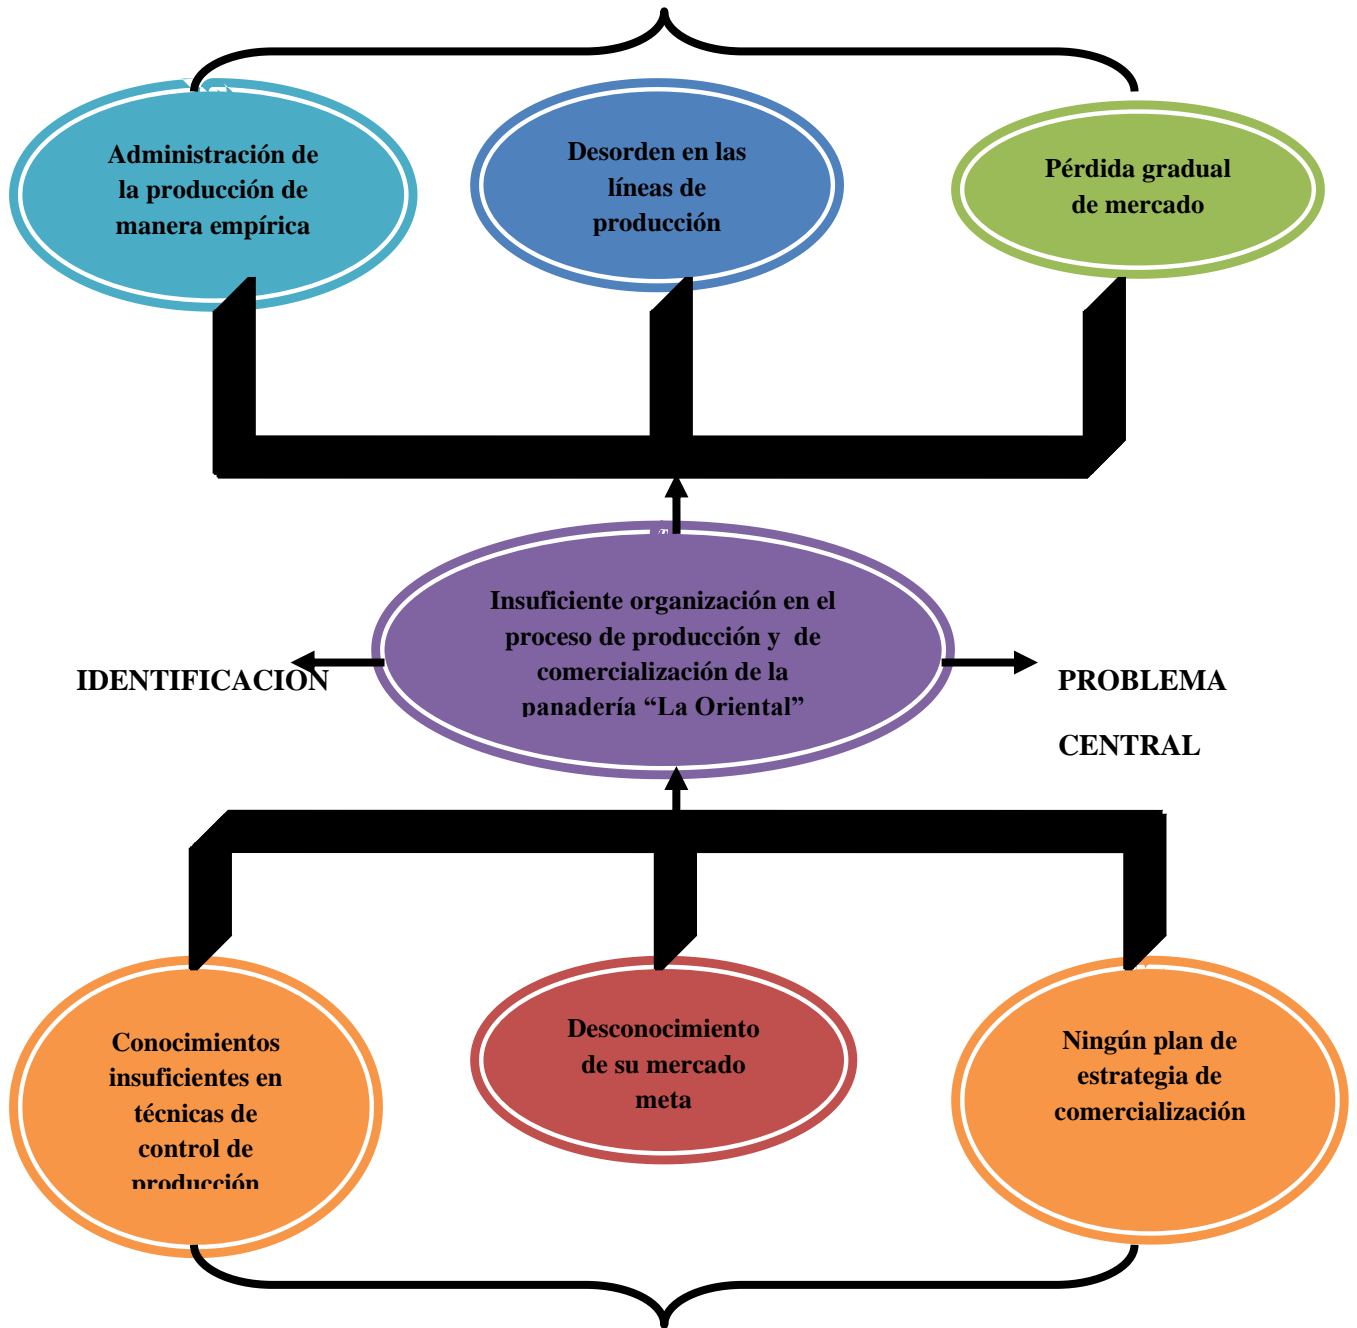 Administración de
la producción de
manera empírica
Desorden en las
líneas de
producción
Pérdida gradual
de mercado
Insuficiente organización en el
proceso de producción y de
comercialización de la
panadería “La Oriental”
IDENTIFICACION
PROBLEMA
CENTRAL
Conocimientos
insuficientes en
técnicas de
control de
producción
Desconocimiento
de su mercado
meta
Ningún plan de
estrategia de
comercialización